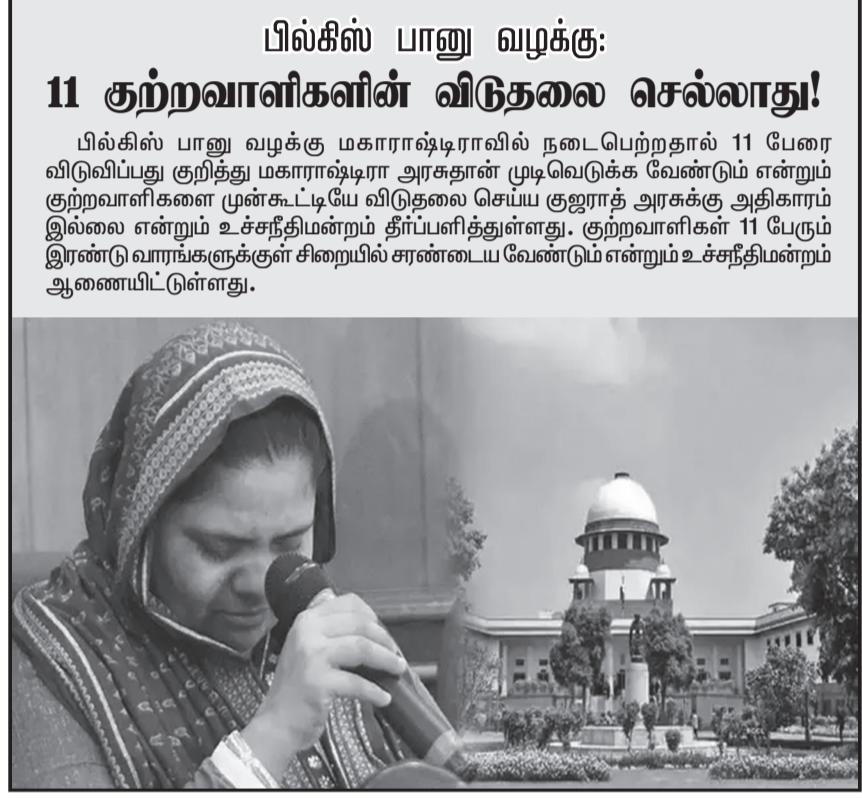 பில்கிஸ் பானு வழக்கு:
11 குற்றவாளிகளின் விடுதலை செல்லாது!
பில்கிஸ் பானு வழக்கு மகாராஷ்டிராவில் நடைபெற்றதால் 11 பேரை
விடுவிப்பது குறித்து மகாராஷ்டிரா அரசுதான் முடிவெடுக்க வேண்டும் என்றும்
குற்றவாளிகளை முன்கூட்டியே விடுதலை செய்ய குஜராத் அரசுக்கு அதிகாரம்
இல்லை என்றும் உச்சநீதிமன்றம் தீர்ப்பளித்துள்ளது. குற்றவாளிகள் 11 பேரும்
இரண்டு வாரங்களுக்குள் சிறையில் சரண்டைய வேண்டும் என்றும் உச்சநீதிமன்றம்
ஆணையிட்டுள்ளது.